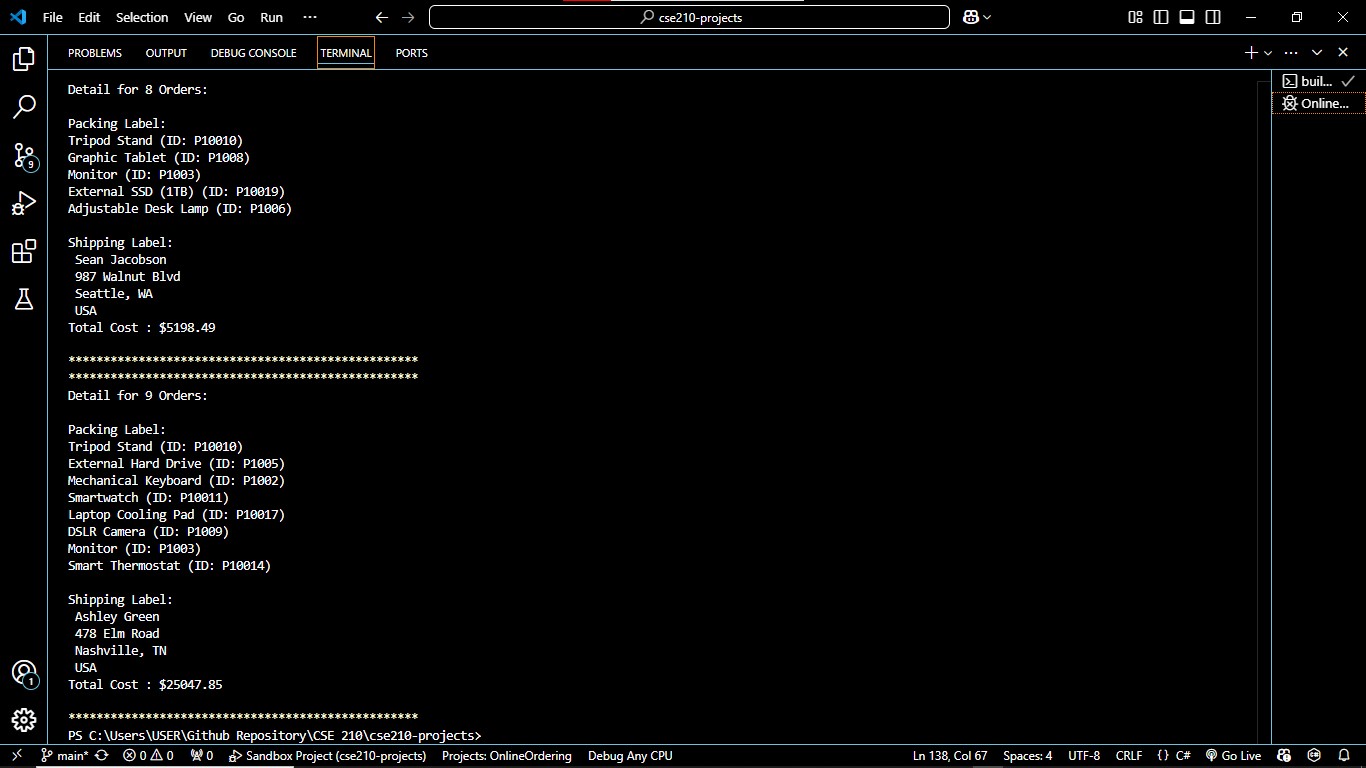 File Edit Selection View Go Run ··· cse210-projects
PROBLEMS OUTPUT DEBUG CONSOLE TERMINAL PORTS
buil...
Online...
Detail for 8 Orders:
Packing Label:
Tripod Stand (ID: P10010)
Graphic Tablet (ID: P1008)
Monitor (ID: P1003)
External SSD (1TB) (ID: P10019)
Adjustable Desk Lamp (ID: P1006)
Shipping Label:
Sean Jacobson
987 Walnut Blvd
Seattle, WA
USA
Total Cost : $5198.49
**************************************************
**************************************************
Detail for 9 Orders:
Packing Label:
Tripod Stand (ID: P10010)
External Hard Drive (ID: P1005)
Mechanical Keyboard (ID: P1002)
Smartwatch (ID: P10011)
Laptop Cooling Pad (ID: P10017)
DSLR Camera (ID: P1009)
Monitor (ID: P1003)
Smart Thermostat (ID: P10014)
Shipping Label:
Ashley Green
478 Elm Road
Nashville, TN
USA
Total Cost : $25047.85
**************************************************
PS C:\Users\USER\Github Repository\CSE 210\cse210-projects>
9
1
main* 0 0 0 Sandbox Project (cse210-projects) Projects: OnlineOrdering Debug Any CPU Ln 138, Col 67 Spaces: 4 UTF-8 CRLF {} C# Go Live